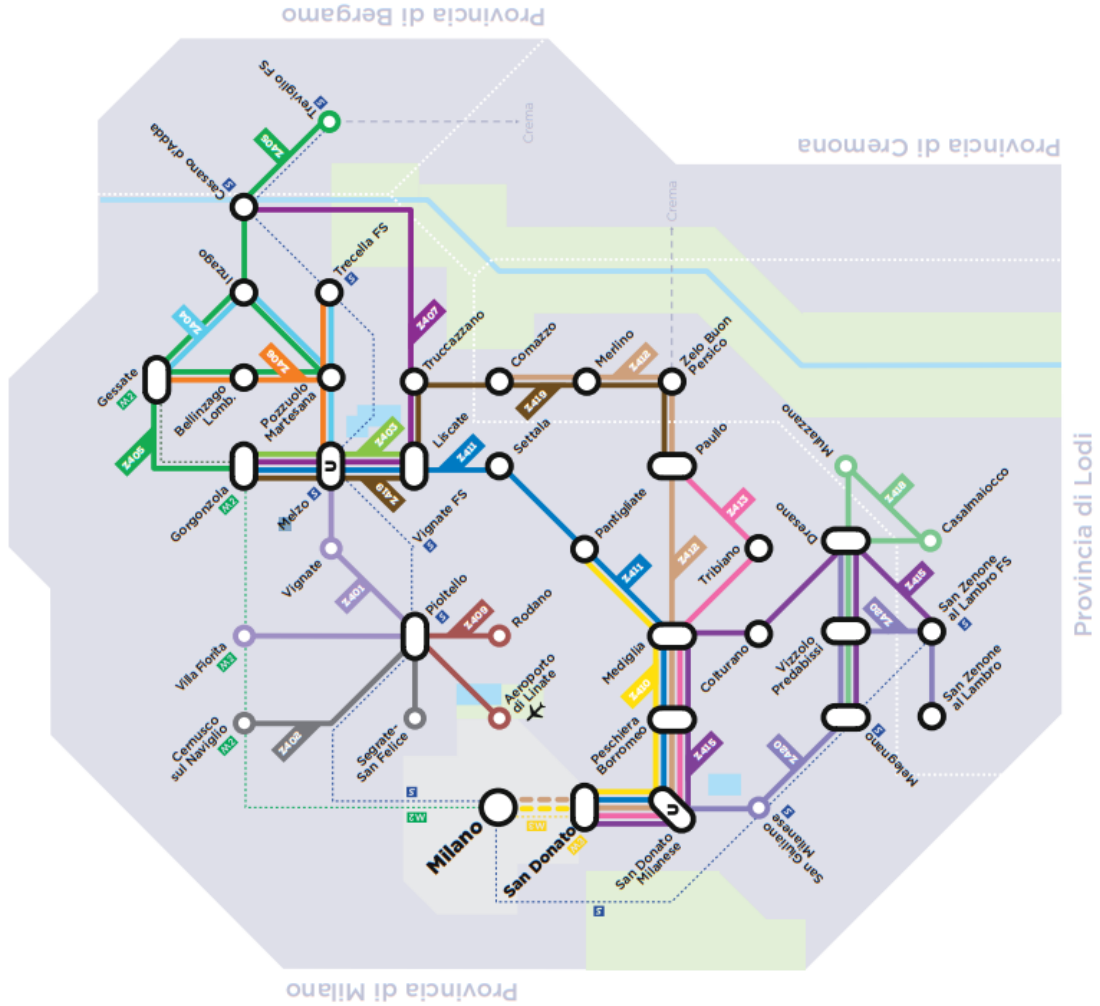 Provincia di Bergamo
Treviglio FS
S
Z405
Crema
Cassano d'Adda
S
Provincia di Cremona
Crema
Inzago
Trecella FS
S
Z404
Z407
Gessate
M2
Z406
Bellinzago
Lomb.
Pozzuolo
Martesana
Truccazzano
Comazzo
Merlino
Z412
Zelo Buon
Persico
Z419
Z405
Z403
Liscate
Z411
Settala
Paullo
Mulazzano
Gorgonzola
M2
Melzo
S
Z419
Vignate FS
S
Z413
Z418
Casalmaiocco
Dresano
Pantigliate
Z411
Z412
Tribiano
Vignate
Z401
Pioltello
S
Z409
Rodano
Z415
San Zenone
al Lambro FS
S
Z420
Provincia di Lodi
Villa Fiorita
M2
Mediglia
Z410
Colturano
Vizzolo
Predabissi
San Zenone
al Lambro
Cernusco
sul Naviglio
M2
Z402
Segrate-
San Felice
Aeroporto
di Linate
Peschiera
Borromeo
Z415
Z420
Melegnano
S
S
M2
Milano
M3
San Donato
M3
San Donato
Milanese
San Giuliano
Milanese
S
S
Provincia di Milano